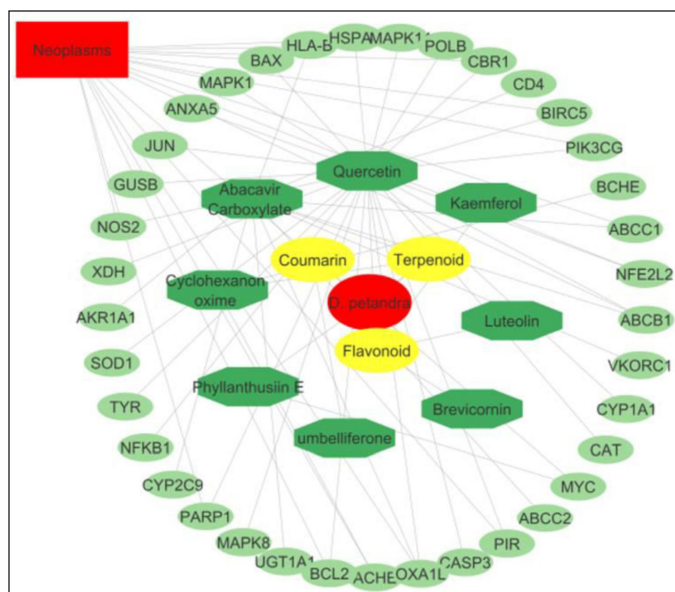 Neoplasms
HLA-B
HSPA
MAPK14
POLB
BAX
CBR1
MAPK1
CD4
ANXA5
BIRC5
JUN
PIK3CG
Quercetin
GUSB
Abacavir
Carboxylate
BCHE
Kaemferol
NOS2
ABCC1
Coumarin
Terpenoid
XDH
NFE2L2
Cyclohexanon
oxime
D. petandra
AKR1A1
ABCB1
Luteolin
SOD1
Flavonoid
VKORC1
Phyllanthusiin E
TYR
Brevicornin
CYP1A1
umbelliferone
NFKB1
CAT
CYP2C9
MYC
PARP1
ABCC2
MAPK8
PIR
UGT1A1
CASP3
BCL2
ACHE
OXA1L